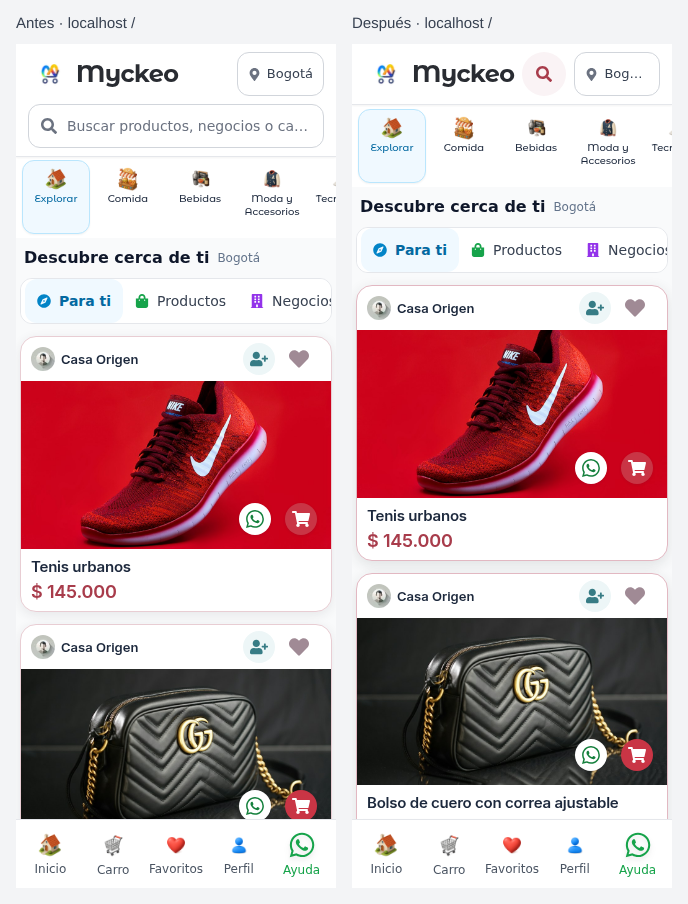 Antes · localhost /
Myckeo
Bogotá
Buscar productos, negocios o ca...
Explorar
Comida
Bebidas
Moda y
Accesorios
Tecr
Descubre cerca de ti Bogotá
Para ti
Productos
Negocios
Casa Origen
NIKE
Tenis urbanos
$ 145.000
Casa Origen
Inicio
Carro
Favoritos
Perfil
Ayuda
Después · localhost /
Myckeo
Bog...
Explorar
Comida
Bebidas
Moda y
Accesorios
Tecr
Descubre cerca de ti Bogotá
Para ti
Productos
Negocios
Casa Origen
NIKE
Tenis urbanos
$ 145.000
Casa Origen
Bolso de cuero con correa ajustable
Inicio
Carro
Favoritos
Perfil
Ayuda